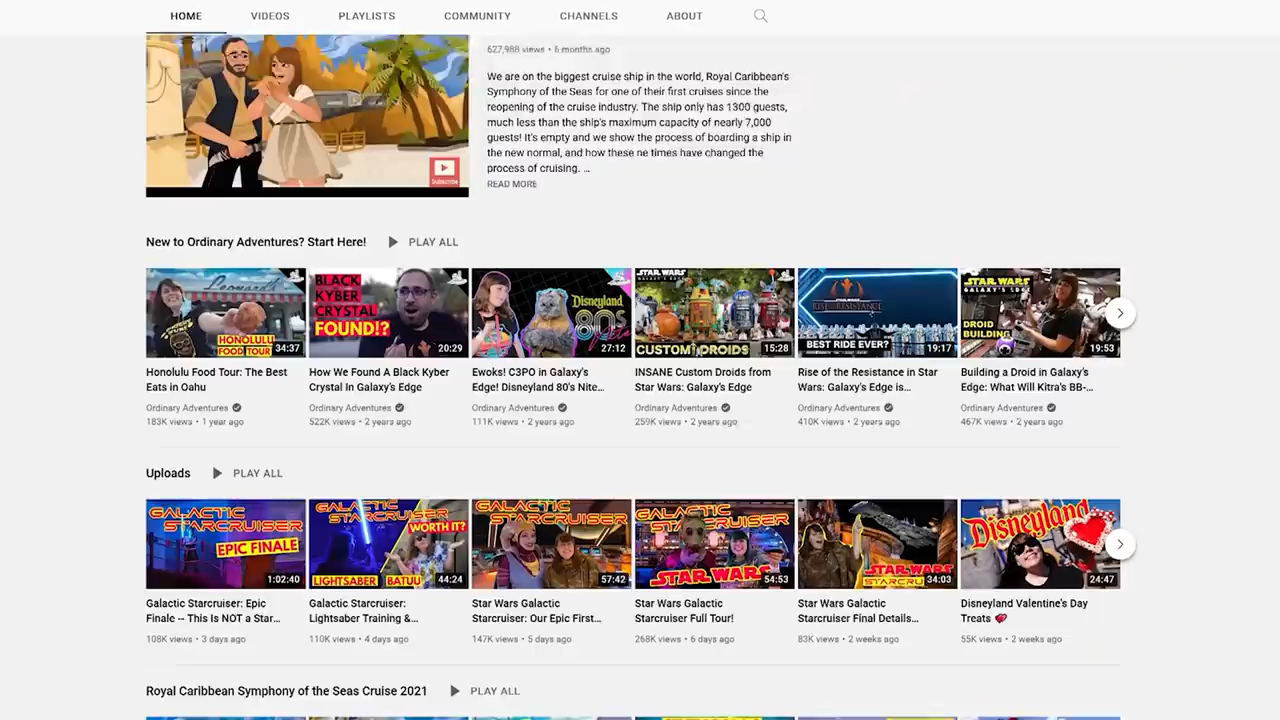 HOME VIDEOS PLAYLISTS COMMUNITY CHANNELS ABOUT
627,988 views • 6 months ago
We are on the biggest cruise ship in the world, Royal Caribbean's
Symphony of the Seas for one of their first cruises since the
reopening of the cruise industry. The ship only has 1300 guests,
much less than the ship's maximum capacity of nearly 7,000
guests! It's empty and we show the process of boarding a ship in
the new normal, and how these ne times have changed the
process of cruising. ...
READ MORE
Subscribe
New to Ordinary Adventures? Start Here! PLAY ALL
Leonard's
HONOLULU
FOOD TOUR
34:37
BLACK
KYBER
CRYSTAL
FOUND!?
20:29
Disneyland
80s
Nite
27:12
STAR WARS
GALAXY'S EDGE
CUSTOM DROIDS
15:28
RISE OF THE RESISTANCE
BEST RIDE EVER?
19:17
STAR WARS
GALAXY'S EDGE
DROID
BUILDING
19:53
Honolulu Food Tour: The Best
Eats in Oahu
Ordinary Adventures
183K views • 1 year ago
How We Found A Black Kyber
Crystal In Galaxy's Edge
Ordinary Adventures
522K views • 2 years ago
Ewoks! C3PO in Galaxy's
Edge! Disneyland 80's Nite...
Ordinary Adventures
111K views • 2 years ago
INSANE Custom Droids from
Star Wars: Galaxy's Edge
Ordinary Adventures
259K views • 2 years ago
Rise of the Resistance in Star
Wars: Galaxy's Edge is...
Ordinary Adventures
410K views • 2 years ago
Building a Droid in Galaxy's
Edge: What Will Kitra's BB-...
Ordinary Adventures
467K views • 2 years ago
Uploads PLAY ALL
GALACTIC
STARCRUISER
EPIC FINALE
1:02:40
GALACTIC
STARCRUISER
WORTH IT?
LIGHTSABER BATUU
44:24
GALACTIC
STARCRUISER
57:42
GALACTIC
STARCRUISER
STAR WARS
54:53
STAR WARS
STARCRU
34:03
Disneyland
24:47
Galactic Starcruiser: Epic
Finale -- This Is NOT a Star...
108K views • 3 days ago
Galactic Starcruiser:
Lightsaber Training &...
110K views • 4 days ago
Star Wars Galactic
Starcruiser: Our Epic First...
147K views • 5 days ago
Star Wars Galactic
Starcruiser Full Tour!
268K views • 6 days ago
Star Wars Galactic
Starcruiser Final Details...
83K views • 2 weeks ago
Disneyland Valentine's Day
Treats 💘
55K views • 2 weeks ago
Royal Caribbean Symphony of the Seas Cruise 2021 PLAY ALL